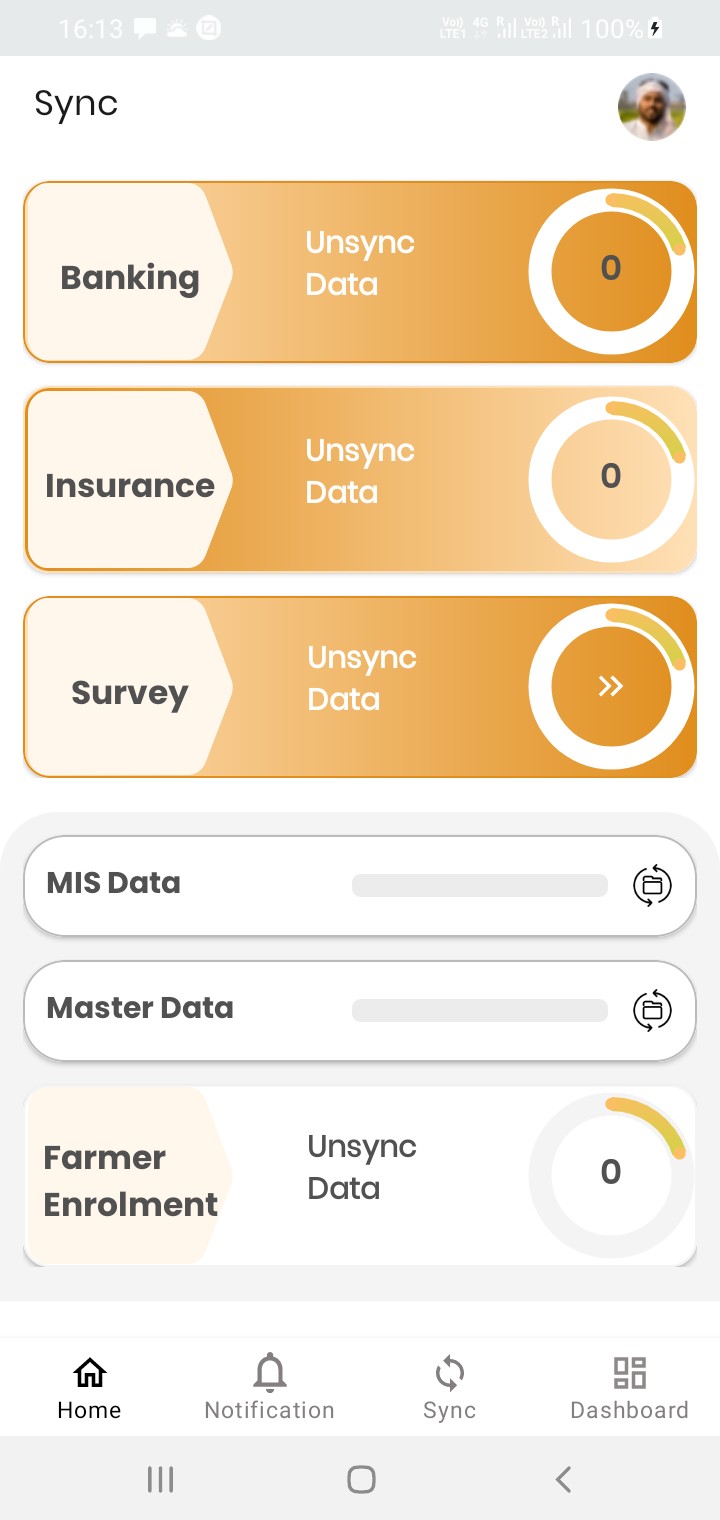 16:13 Vo) LTE1 4G R Vo) LTE2 R 100%
Sync
Banking
Unsync
Data
0
Insurance
Unsync
Data
0
Survey
Unsync
Data
MIS Data
Master Data
Farmer
Enrolment
Unsync
Data
0
Home
Notification
Sync
Dashboard